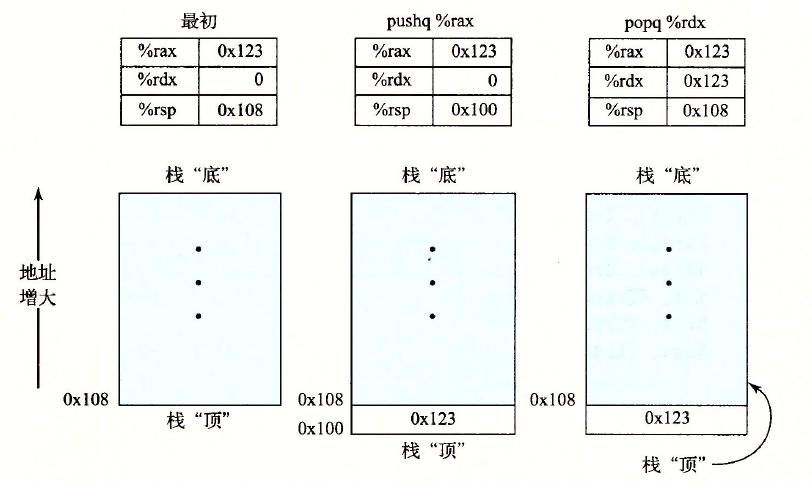 最初
%rax 0x123
%rdx 0
%rsp 0x108
栈“底”
地址
增大
0x108
栈“顶”
pushq %rax
%rax 0x123
%rdx 0
%rsp 0x100
栈“底”
0x108
0x123
0x100
栈“顶”
popq %rdx
%rax 0x123
%rdx 0x123
%rsp 0x108
栈“底”
0x108
0x123
栈“顶”